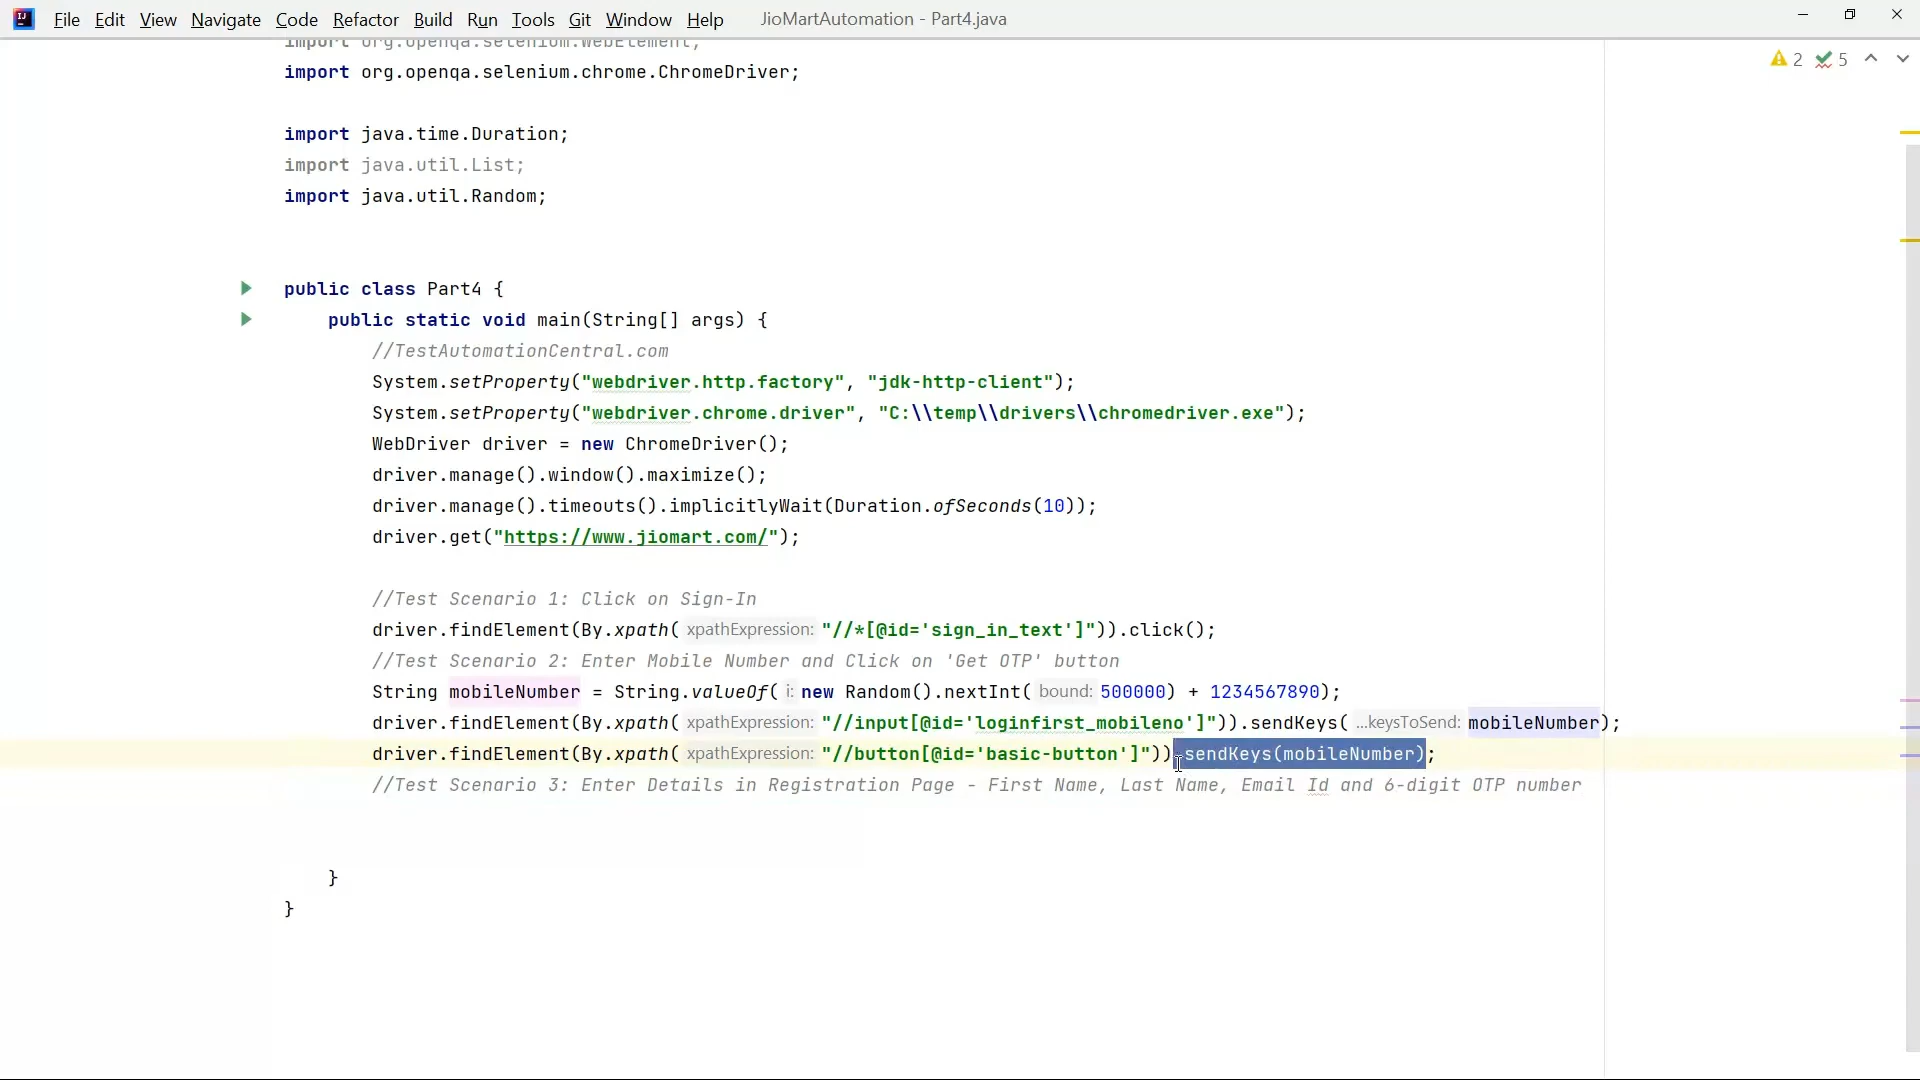 File Edit View Navigate Code Refactor Build Run Tools Git Window Help JioMartAutomation - Part4.java
2 5
import org.openqa.selenium.WebElement;
import org.openqa.selenium.chrome.ChromeDriver;
import java.time.Duration;
import java.util.List;
import java.util.Random;
public class Part4 {
public static void main(String[] args) {
//TestAutomationCentral.com
System.setProperty("webdriver.http.factory", "jdk-http-client");
System.setProperty("webdriver.chrome.driver", "C:\\temp\\drivers\\chromedriver.exe");
WebDriver driver = new ChromeDriver();
driver.manage().window().maximize();
driver.manage().timeouts().implicitlyWait(Duration.ofSeconds(10));
driver.get("https://www.jiomart.com/");
//Test Scenario 1: Click on Sign-In
driver.findElement(By.xpath( xpathExpression: "//*[@id='sign_in_text']")).click();
//Test Scenario 2: Enter Mobile Number and Click on 'Get OTP' button
String mobileNumber = String.valueOf( i: new Random().nextInt( bound: 500000) + 1234567890);
driver.findElement(By.xpath( xpathExpression: "//input[@id='loginfirst_mobileno']")).sendKeys( ...keysToSend: mobileNumber);
driver.findElement(By.xpath( xpathExpression: "//button[@id='basic-button']")).sendKeys(mobileNumber);
//Test Scenario 3: Enter Details in Registration Page - First Name, Last Name, Email Id and 6-digit OTP number
}
}